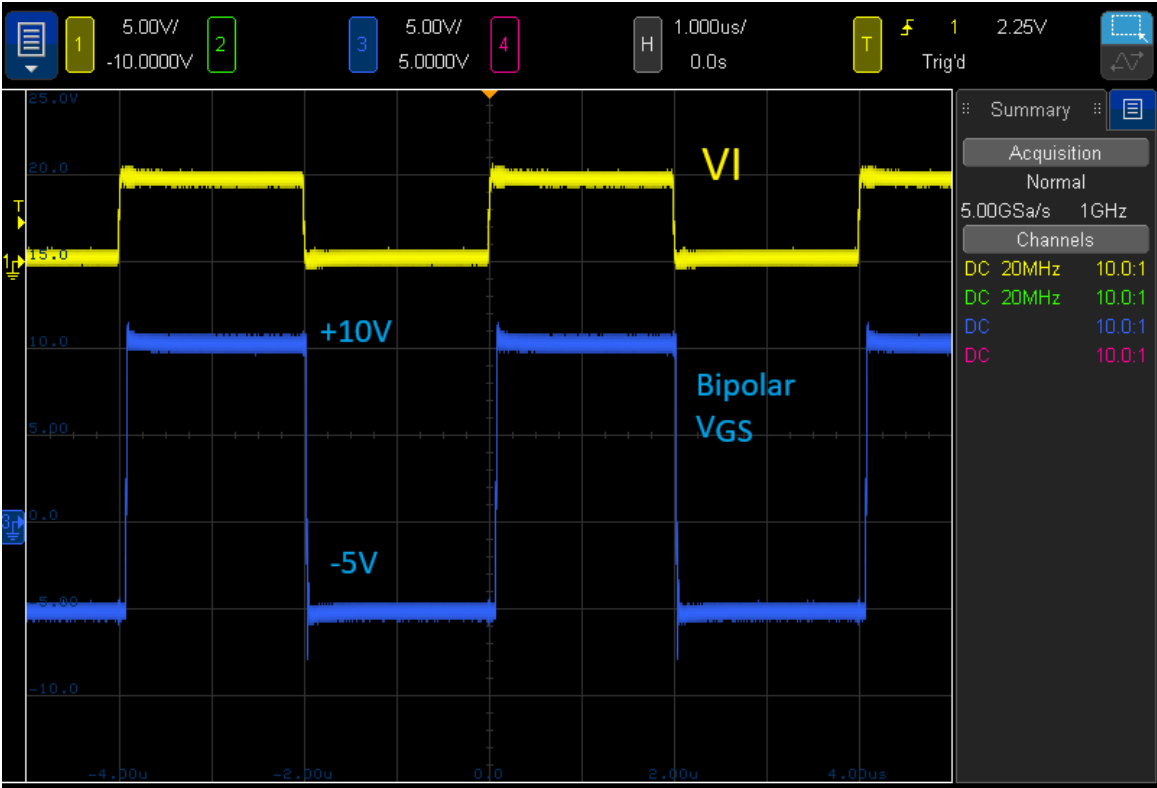 1 5.00V/ -10.0000V 2 3 5.00V/ 5.0000V 4 H 1.000us/ 0.0s T 1 2.25V Trig'd
Summary
Acquisition
Normal
5.00GSa/s 1GHz
Channels
DC 20MHz 10.0:1
DC 20MHz 10.0:1
DC 10.0:1
DC 10.0:1
25.0V
20.0
VI
T
1
15.0
+10V
10.0
Bipolar
VGS
5.00
3
0.0
-5V
-5.00
-10.0
-4.00u -2.00u 0.0 2.00u 4.00us